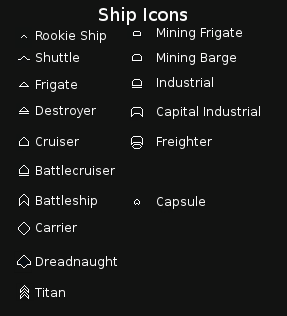 Ship Icons
Rookie Ship
Shuttle
Frigate
Destroyer
Cruiser
Battlecruiser
Battleship
Carrier
Dreadnaught
Titan
Mining Frigate
Mining Barge
Industrial
Capital Industrial
Freighter
Capsule